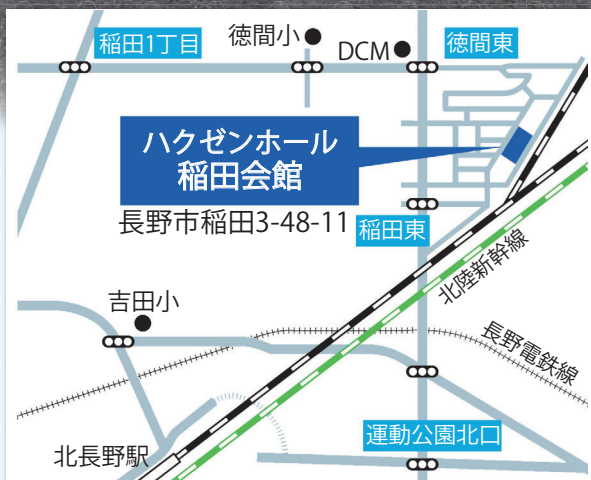 稲田1丁目
徳間小
DCM
徳間東
ハクゼンホール
稲田会館
長野市稲田3-48-11
稲田東
北陸新幹線
吉田小
長野電鉄線
運動公園北口
北長野駅